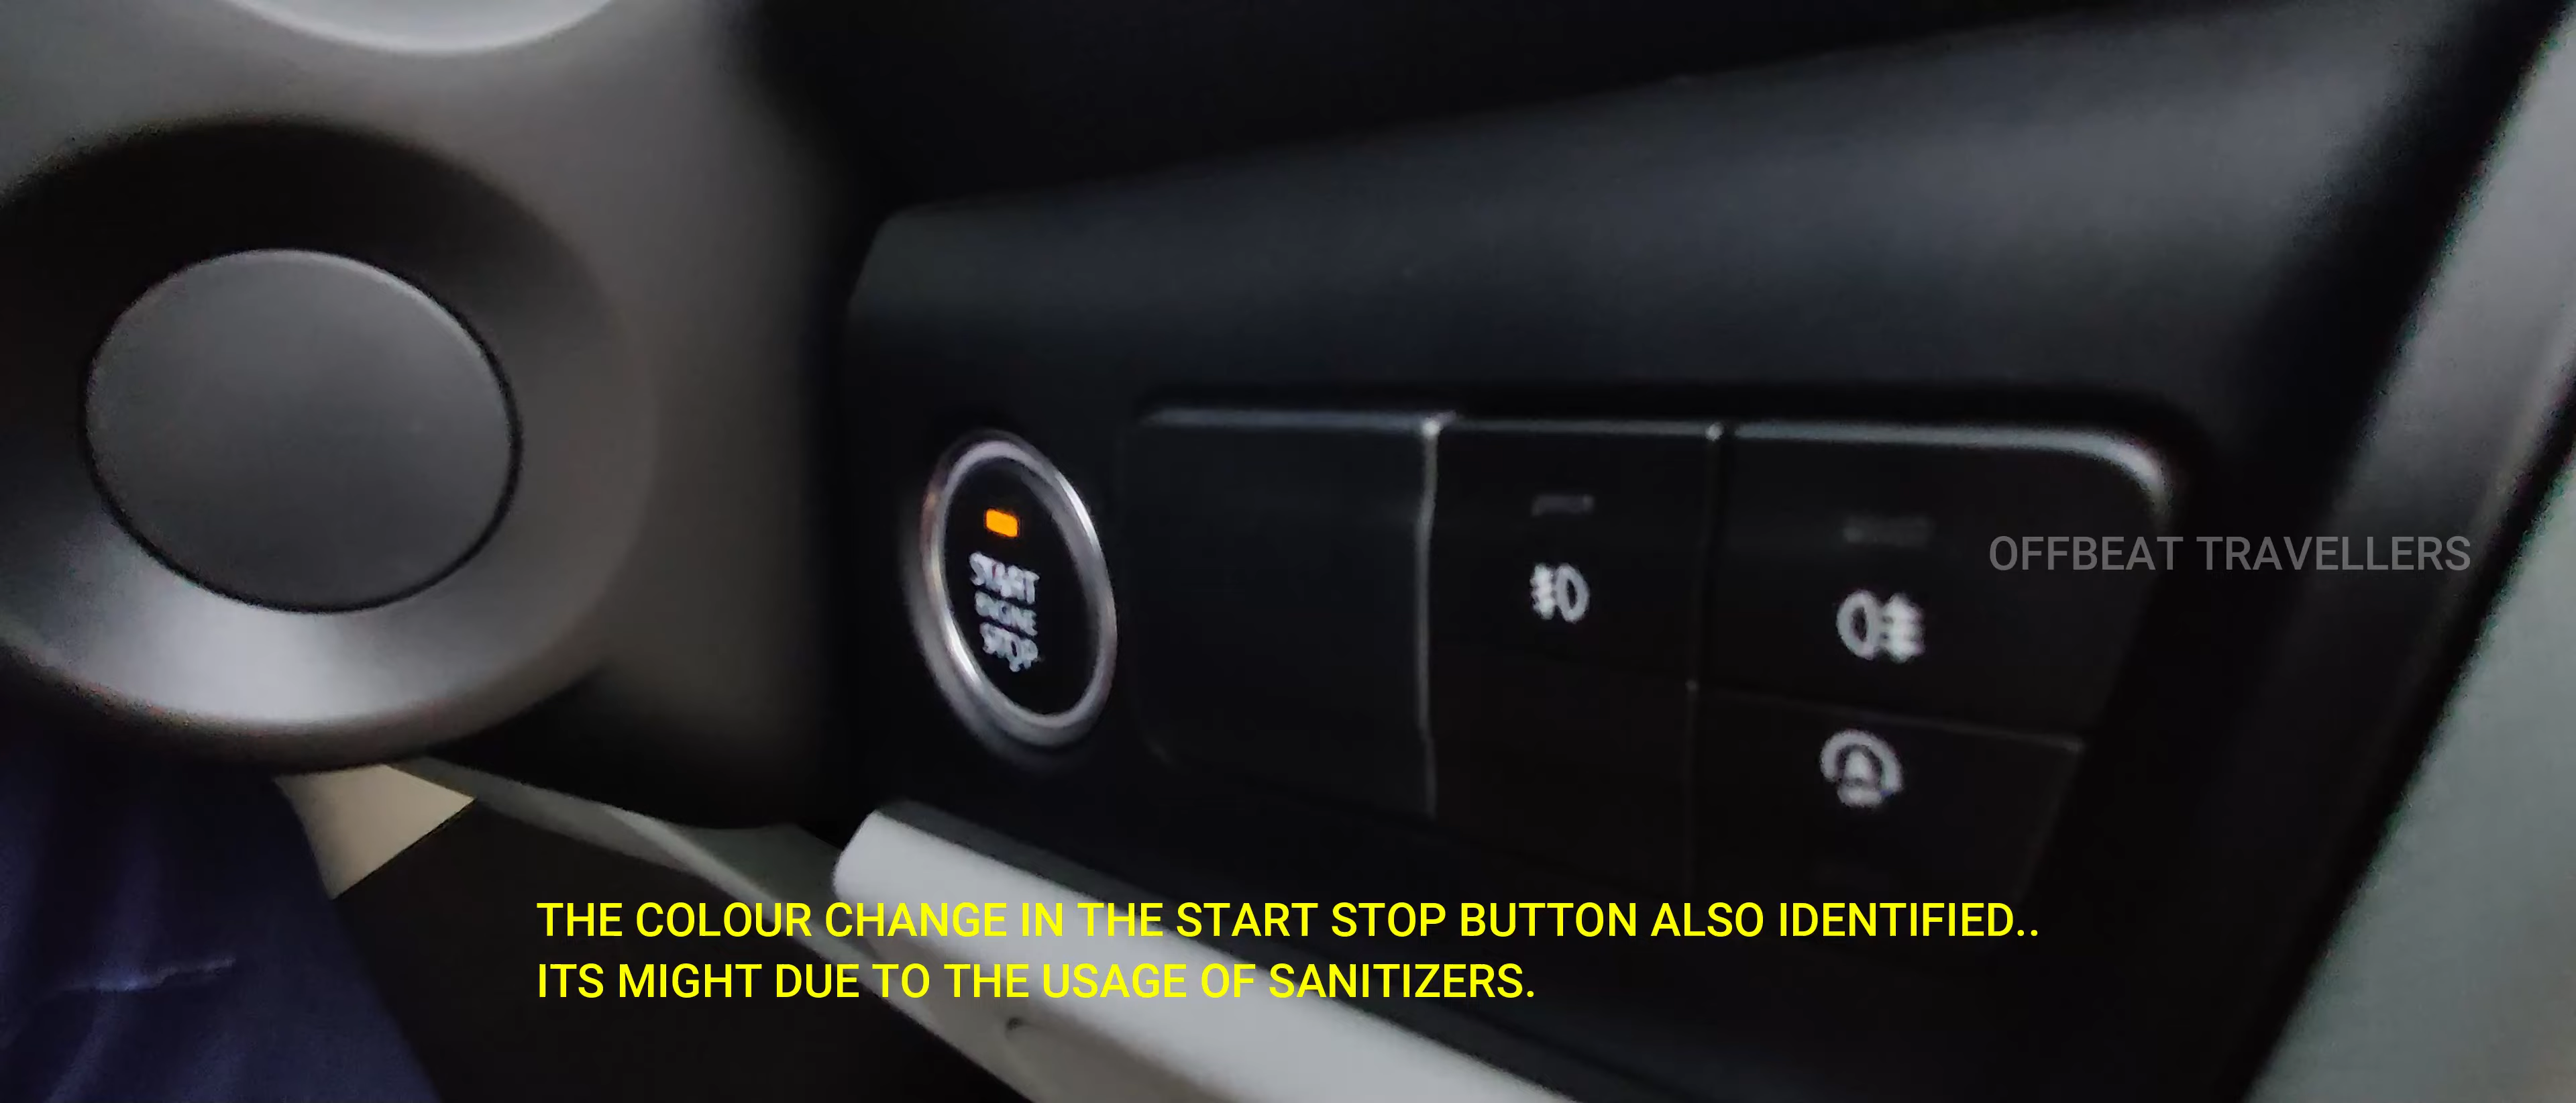 START
ENGINE
STOP
A
OFFBEAT TRAVELLERS
THE COLOUR CHANGE IN THE START STOP BUTTON ALSO IDENTIFIED..
ITS MIGHT DUE TO THE USAGE OF SANITIZERS.